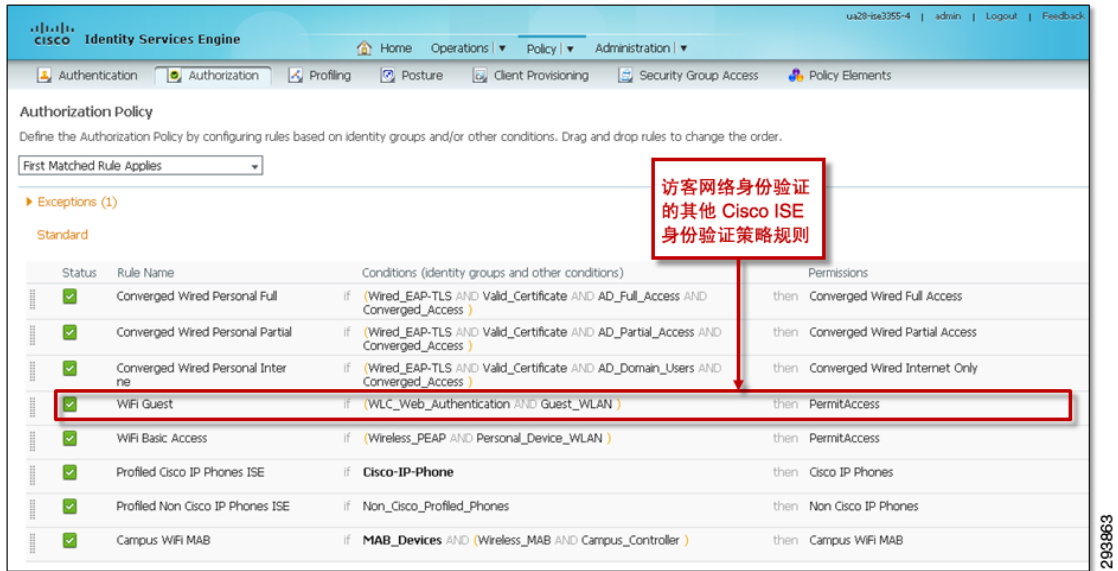 ua28-ise3355-4 | admin | Logout | Feedback
CISCO Identity Services Engine
Home Operations | Policy | Administration |
Authentication Authorization Profiling Posture Client Provisioning Security Group Access Policy Elements
Authorization Policy
Define the Authorization Policy by configuring rules based on identity groups and/or other conditions. Drag and drop rules to change the order.
First Matched Rule Applies
访客网络身份验证
的其他 Cisco ISE
身份验证策略规则
Exceptions (1)
Standard
Status Rule Name Conditions (identity groups and other conditions) Permissions
Converged Wired Personal Full if (Wired_EAP-TLS AND Valid_Certificate AND AD_Full_Access AND then Converged Wired Full Access
Converged_Access )
Converged Wired Personal Partial if (Wired_EAP-TLS AND Valid_Certificate AND AD_Partial_Access AND then Converged Wired Partial Access
Converged_Access )
Converged Wired Personal Inter if (Wired_EAP-TLS AND Valid_Certificate AND AD_Domain_Users AND then Converged Wired Internet Only
ne Converged_Access )
WiFi Guest if (WLC_Web_Authentication AND Guest_WLAN ) then PermitAccess
WiFi Basic Access if (Wireless_PEAP AND Personal_Device_WLAN ) then PermitAccess
Profiled Cisco IP Phones ISE if Cisco-IP-Phone then Cisco IP Phones
Profiled Non Cisco IP Phones ISE if Non_Cisco_Profiled_Phones then Non Cisco IP Phones
Campus WiFi MAB if MAB_Devices AND (Wireless_MAB AND Campus_Controller ) then Campus WiFi MAB
293863